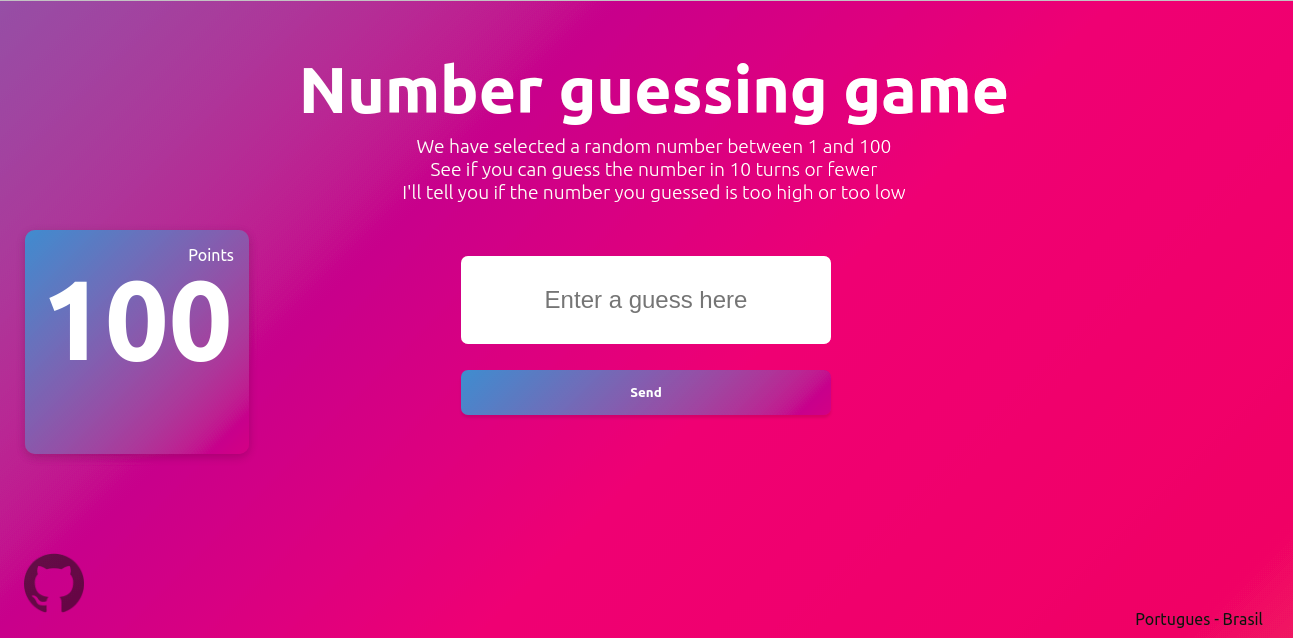 Number guessing game
We have selected a random number between 1 and 100
See if you can guess the number in 10 turns or fewer
I'll tell you if the number you guessed is too high or too low
Points
100
Enter a guess here
Send
Portugues - Brasil